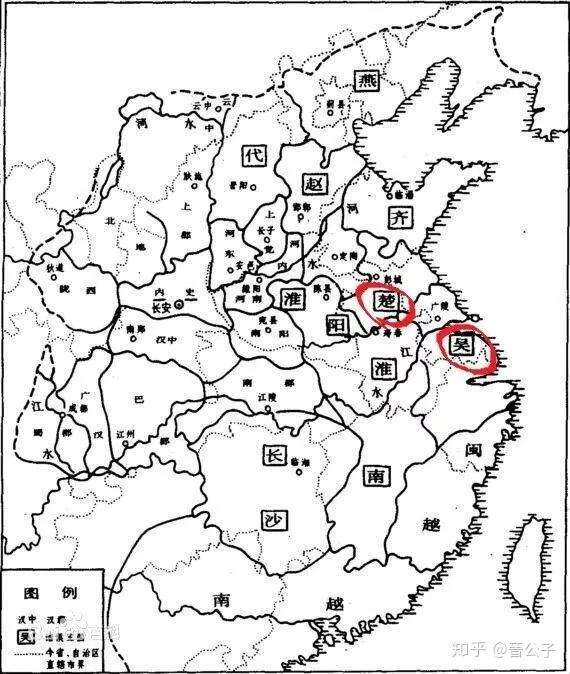 燕
蓟县
云中
云中
代
河水
肤施
晋阳
赵
邯郸
临淄
齐
上郡
北地
上党
长子
河东
安邑
河内
河水
定陶
彭城
狄道
陇西
内史
长安
洛阳
河南
淮阳
陈县
楚
广陵
吴
寿春
南郑
汉中
宛县
南阳
淮
江水
南郡
江陵
广汉
成都
蜀郡
江水
巴郡
江州
长沙
临湘
南
闽越
南越
图例
汉中 汉郡
吴
今省、自治区
直辖市界
知乎 @晋公子